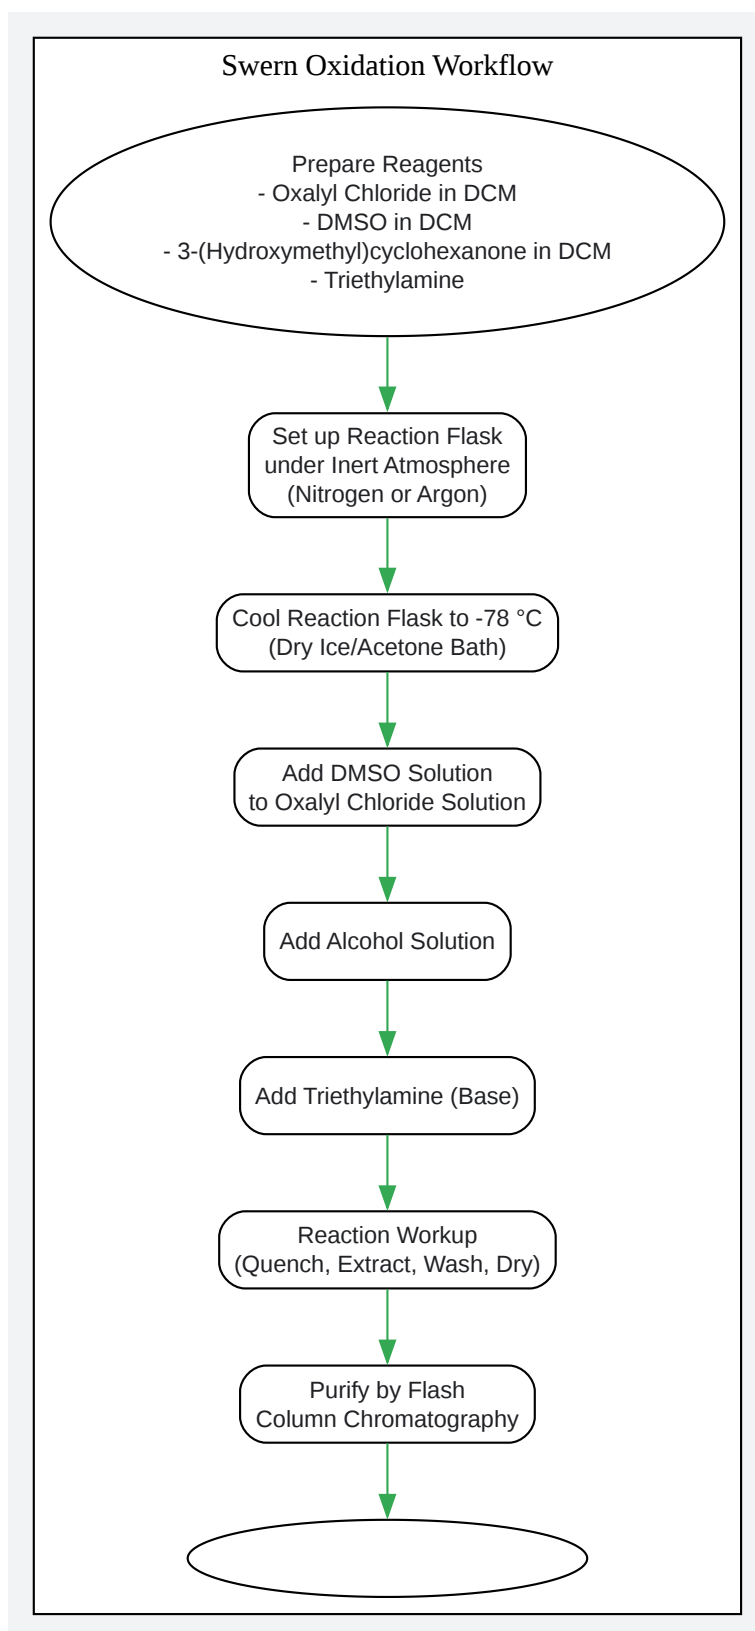 Swern Oxidation Workflow
Prepare Reagents
- Oxalyl Chloride in DCM
- DMSO in DCM
- 3-(Hydroxymethyl)cyclohexanone in DCM
- Triethylamine
Set up Reaction Flask
under Inert Atmosphere
(Nitrogen or Argon)
Cool Reaction Flask to -78 °C
(Dry Ice/Acetone Bath)
Add DMSO Solution
to Oxalyl Chloride Solution
Add Alcohol Solution
Add Triethylamine (Base)
Reaction Workup
(Quench, Extract, Wash, Dry)
Purify by Flash
Column Chromatography